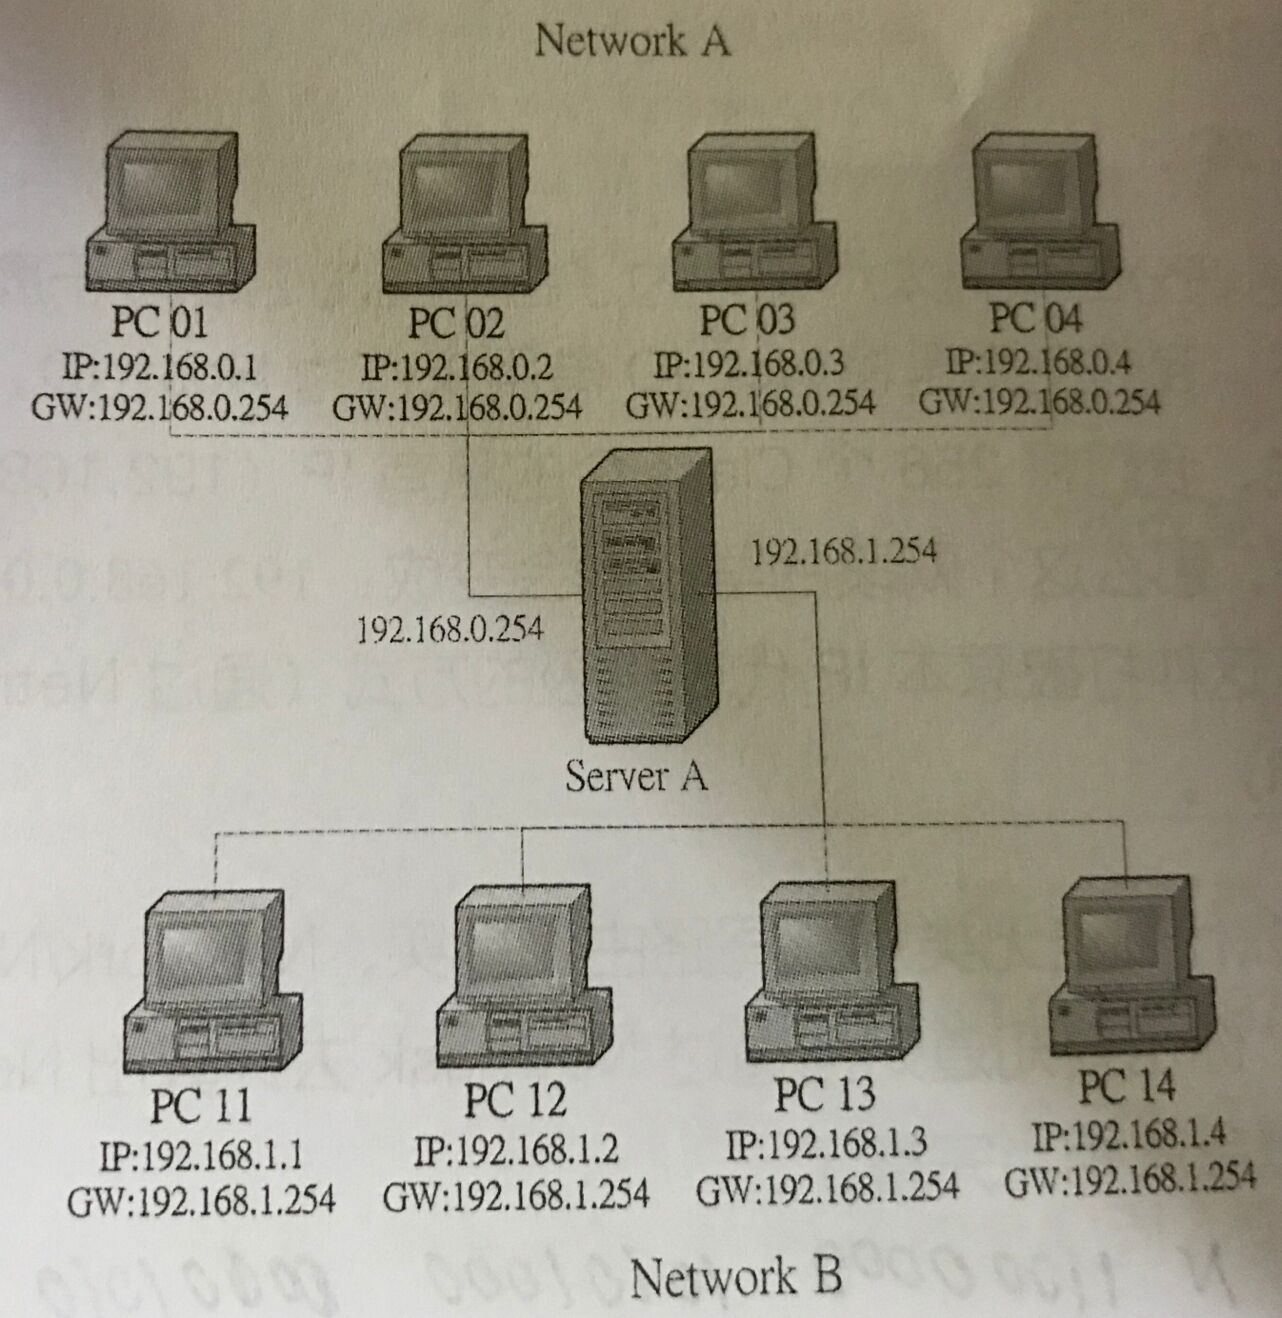 Network A
PC 01
IP:192.168.0.1
GW:192.168.0.254
PC 02
IP:192.168.0.2
GW:192.168.0.254
PC 03
IP:192.168.0.3
GW:192.168.0.254
PC 04
IP:192.168.0.4
GW:192.168.0.254
192.168.1.254
192.168.0.254
Server A
PC 11
IP:192.168.1.1
GW:192.168.1.254
PC 12
IP:192.168.1.2
GW:192.168.1.254
PC 13
IP:192.168.1.3
GW:192.168.1.254
PC 14
IP:192.168.1.4
GW:192.168.1.254
Network B